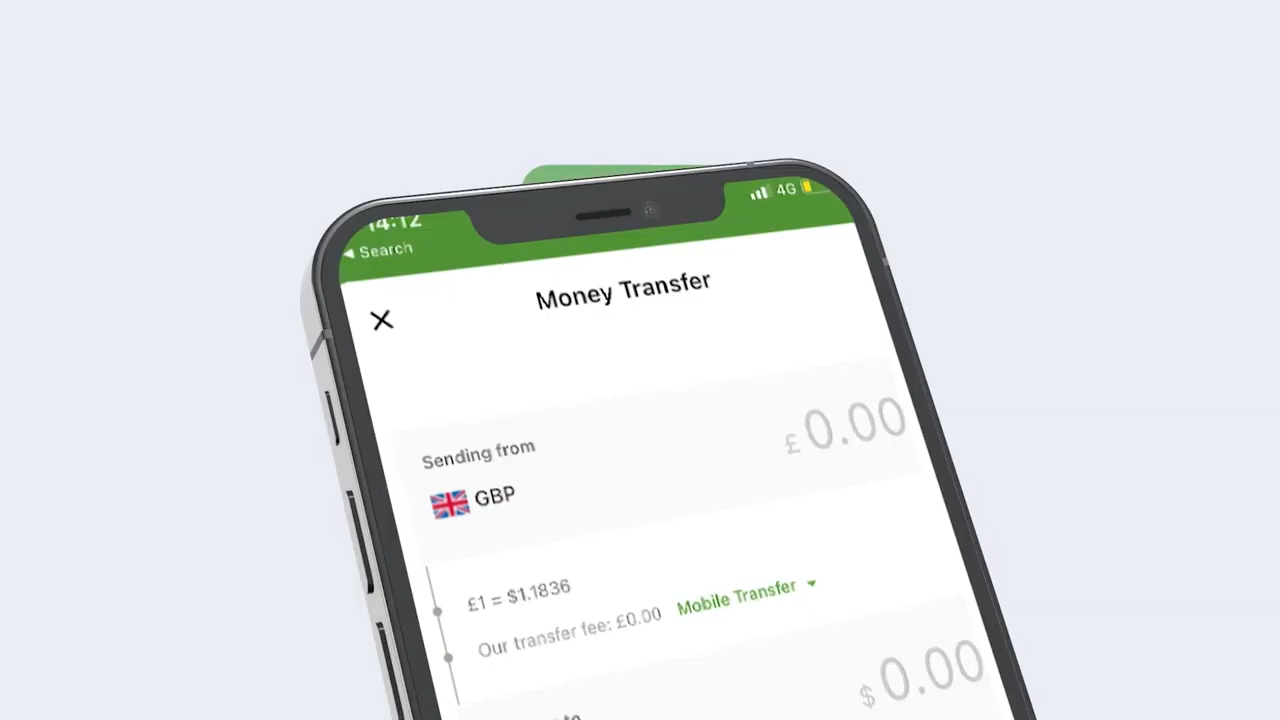 14:12
4G
◀ Search
Money Transfer
Sending from
£ 0.00
GBP
£1 = $1.1836
Our transfer fee: £0.00 Mobile Transfer
$ 0.00